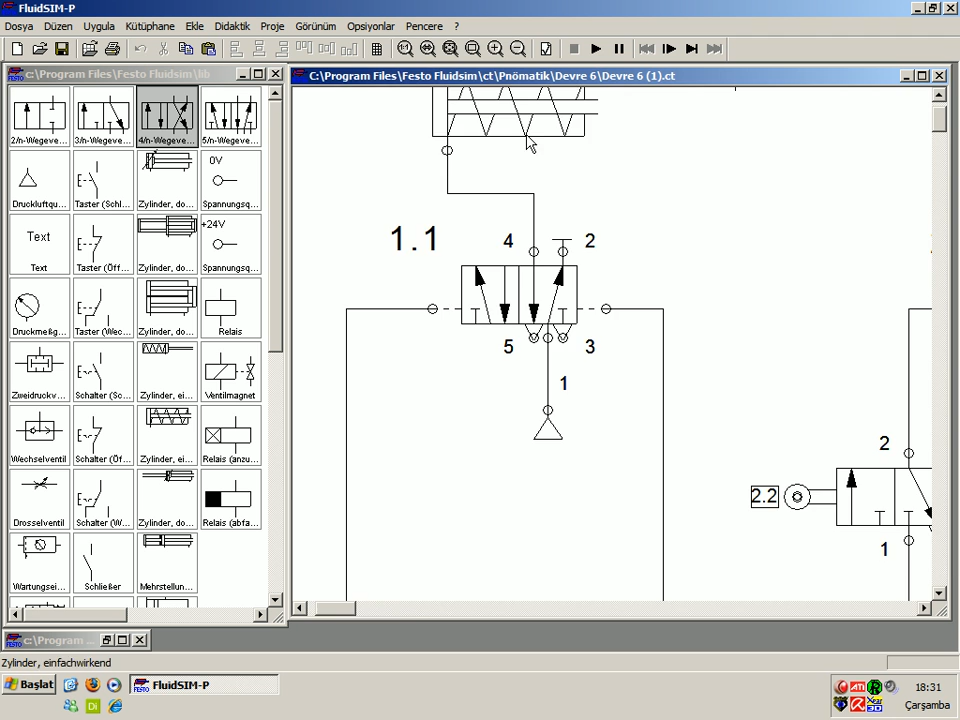 FluidSIM-P
Dosya Düzen Uygula Kütüphane Ekle Didaktik Proje Görünüm Opsiyonlar Pencere ?
c:\Program Files\Festo Fluidsim\lib
2/n-Wegeve... 3/n-Wegeve... 4/n-Wegeve... 5/n-Wegeve...
0V
Druckluftqu... Taster (Schl... Zylinder, do... Spannungsq...
Text +24V
Text Taster (Öff... Zylinder, do... Spannungsq...
Druckmeßg... Taster (Wec... Zylinder, do... Relais
Zweidruckv... Schalter (Sc... Zylinder, ei... Ventilmagnet
Wechselventil Schalter (Öf... Zylinder, ei... Relais (anzu...
Drosselventil Schalter (W... Zylinder, do... Relais (abfa...
Wartungsei... Schließer Mehrstellun...
c:\Program Files\Festo Fluidsim\ct\Pnömatik\Devre 6\Devre 6 (1).ct
1.1
4 2
5 3
1
2
2.2
1
c:\Program ...
Zylinder, einfachwirkend
Başlat FluidSIM-P
18:31
Çarşamba